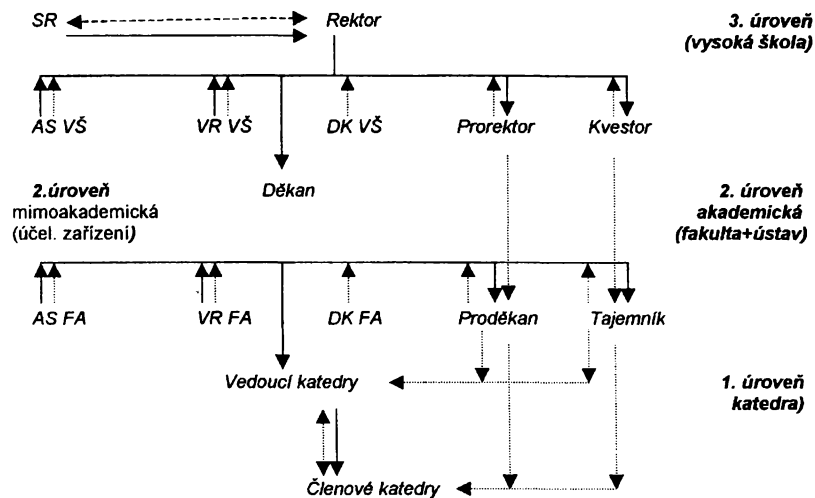 SR Rektor 3. úroveň
(vysoká škola)
AS VŠ VR VŠ DK VŠ Prorektor Kvestor
2.úroveň Děkan 2. úroveň
mimoakademická akademická
(účel. zařízení) (fakulta+ústav)
AS FA VR FA DK FA Proděkan Tajemník
Vedoucí katedry 1. úroveň
katedra)
Členové katedry